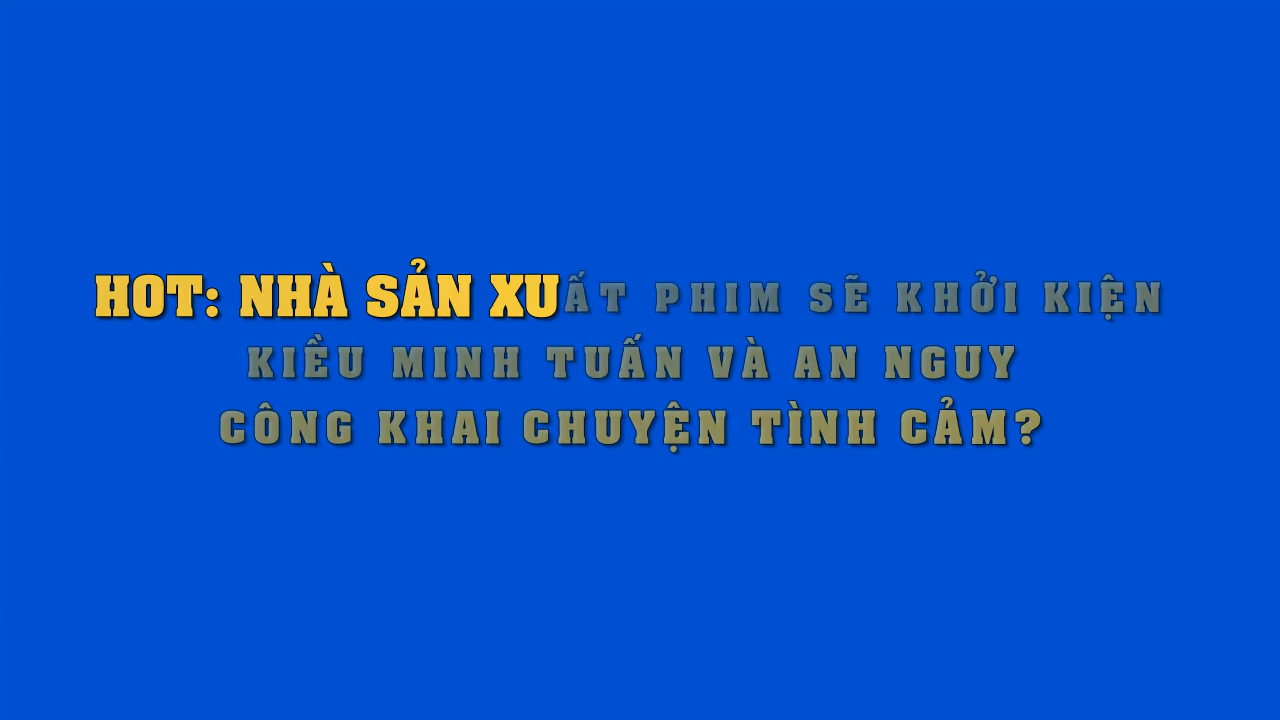 HOT: NHÀ SẢN XUẤT PHIM SẼ KHỞI KIỆN
KIỀU MINH TUẤN VÀ AN NGUY
CÔNG KHAI CHUYỆN TÌNH CẢM?